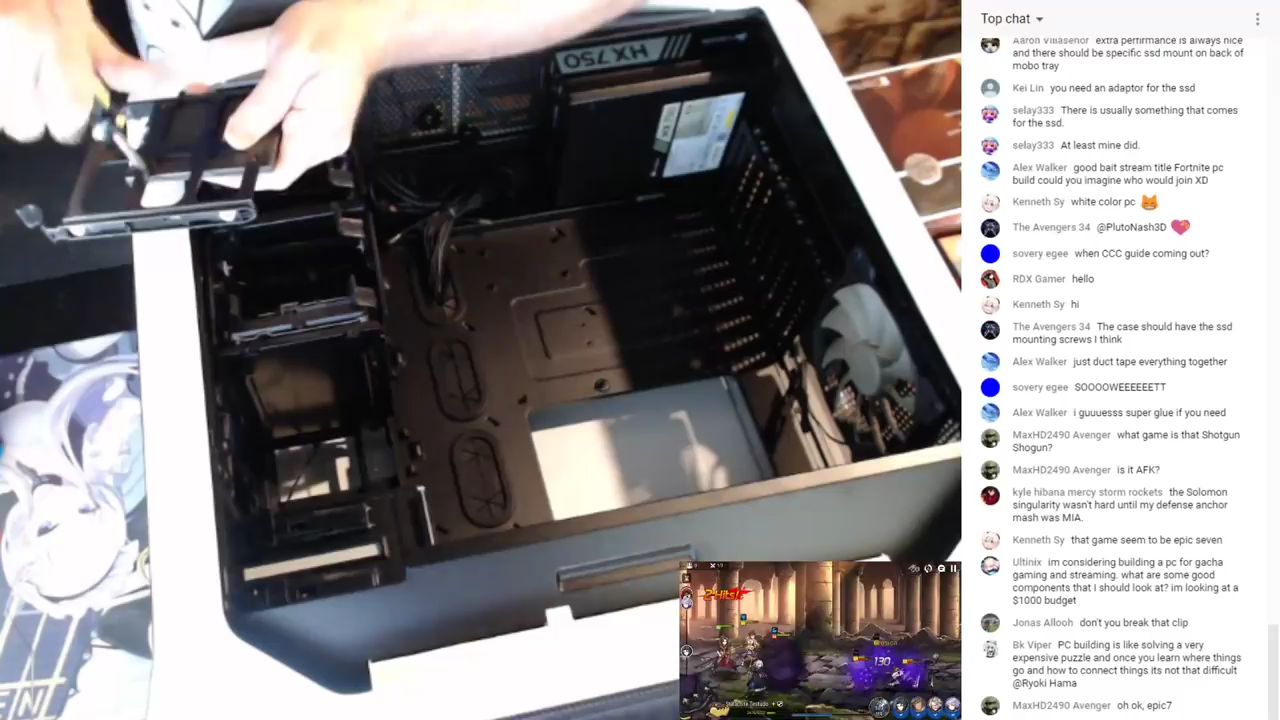 Top chat
Aaron Villasenor extra perfirmance is always nice
and there should be specific ssd mount on back of
mobo tray
Kei Lin you need an adaptor for the ssd
selay333 There is usually something that comes
for the ssd.
selay333 At least mine did.
Alex Walker good bait stream title Fortnite pc
build could you imagine who would join XD
Kenneth Sy white color pc
The Avengers 34 @PlutoNash3D
sovery egee when CCC guide coming out?
RDX Gamer hello
Kenneth Sy hi
The Avengers 34 The case should have the ssd
mounting screws I think
Alex Walker just duct tape everything together
sovery egee SOOOOWEEEEEETT
Alex Walker i guuuesss super glue if you need
MaxHD2490 Avenger what game is that Shotgun
Shogun?
MaxHD2490 Avenger is it AFK?
kyle hibana mercy storm rockets the Solomon
singularity wasn't hard until my defense anchor
mash was MIA.
Kenneth Sy that game seem to be epic seven
Ultinix im considering building a pc for gacha
gaming and streaming. what are some good
components that I should look at? im looking at a
$1000 budget
Jonas Allooh don't you break that clip
Bk Viper PC building is like solving a very
expensive puzzle and once you learn where things
go and how to connect things its not that difficult
@Ryoki Hama
MaxHD2490 Avenger oh ok, epic7
HX750
2 Hits!
130